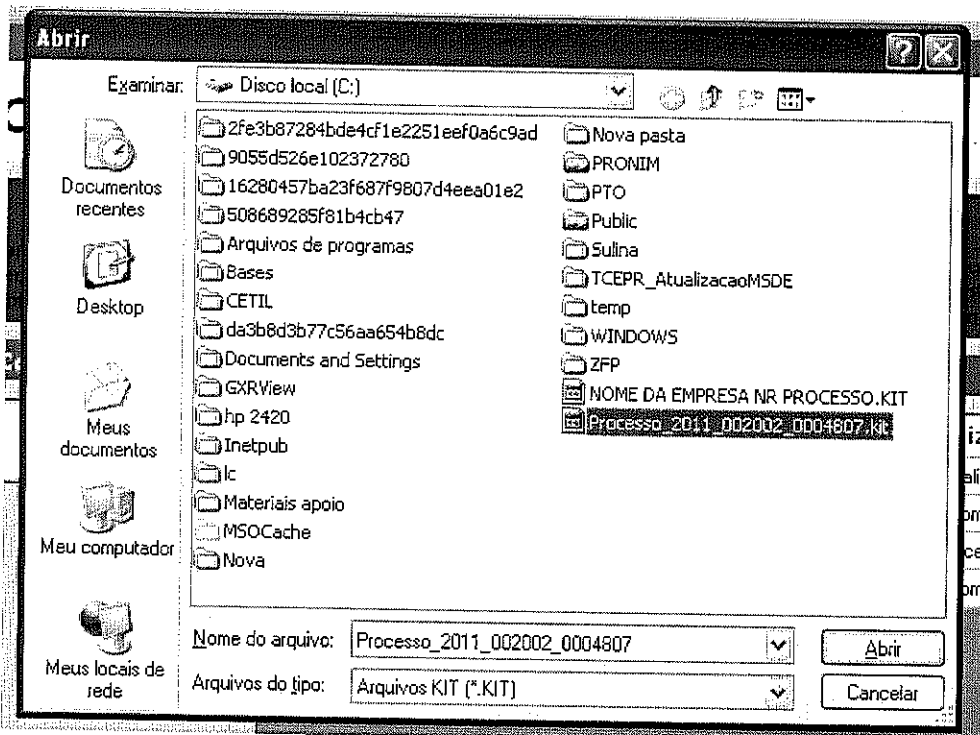 Abrir
Examinar:
Disco local (C:)
Documentos
recentes
Desktop
Meus
documentos
Meu computador
Meus locais de
rede
2fe3b87284bde4cf1e2251eef0a6c9ad
9055d526e102372780
16280457ba23f687f9807d4eea01e2
508689285f81b4cb47
Arquivos de programas
Bases
CETIL
da3b8d3b77c56aa654b8dc
Documents and Settings
GXRView
hp 2420
Inetpub
lc
Materiais apoio
MSOCache
Nova
Nova pasta
PRONIM
PTO
Public
Sulina
TCEPR_AtualizacaoMSDE
temp
WINDOWS
ZFP
NOME DA EMPRESA NR PROCESSO.KIT
Processo_2011_002002_0004807.kit
Nome do arquivo:
Processo_2011_002002_0004807
Abrir
Arquivos do tipo:
Arquivos KIT (*.KIT)
Cancelar